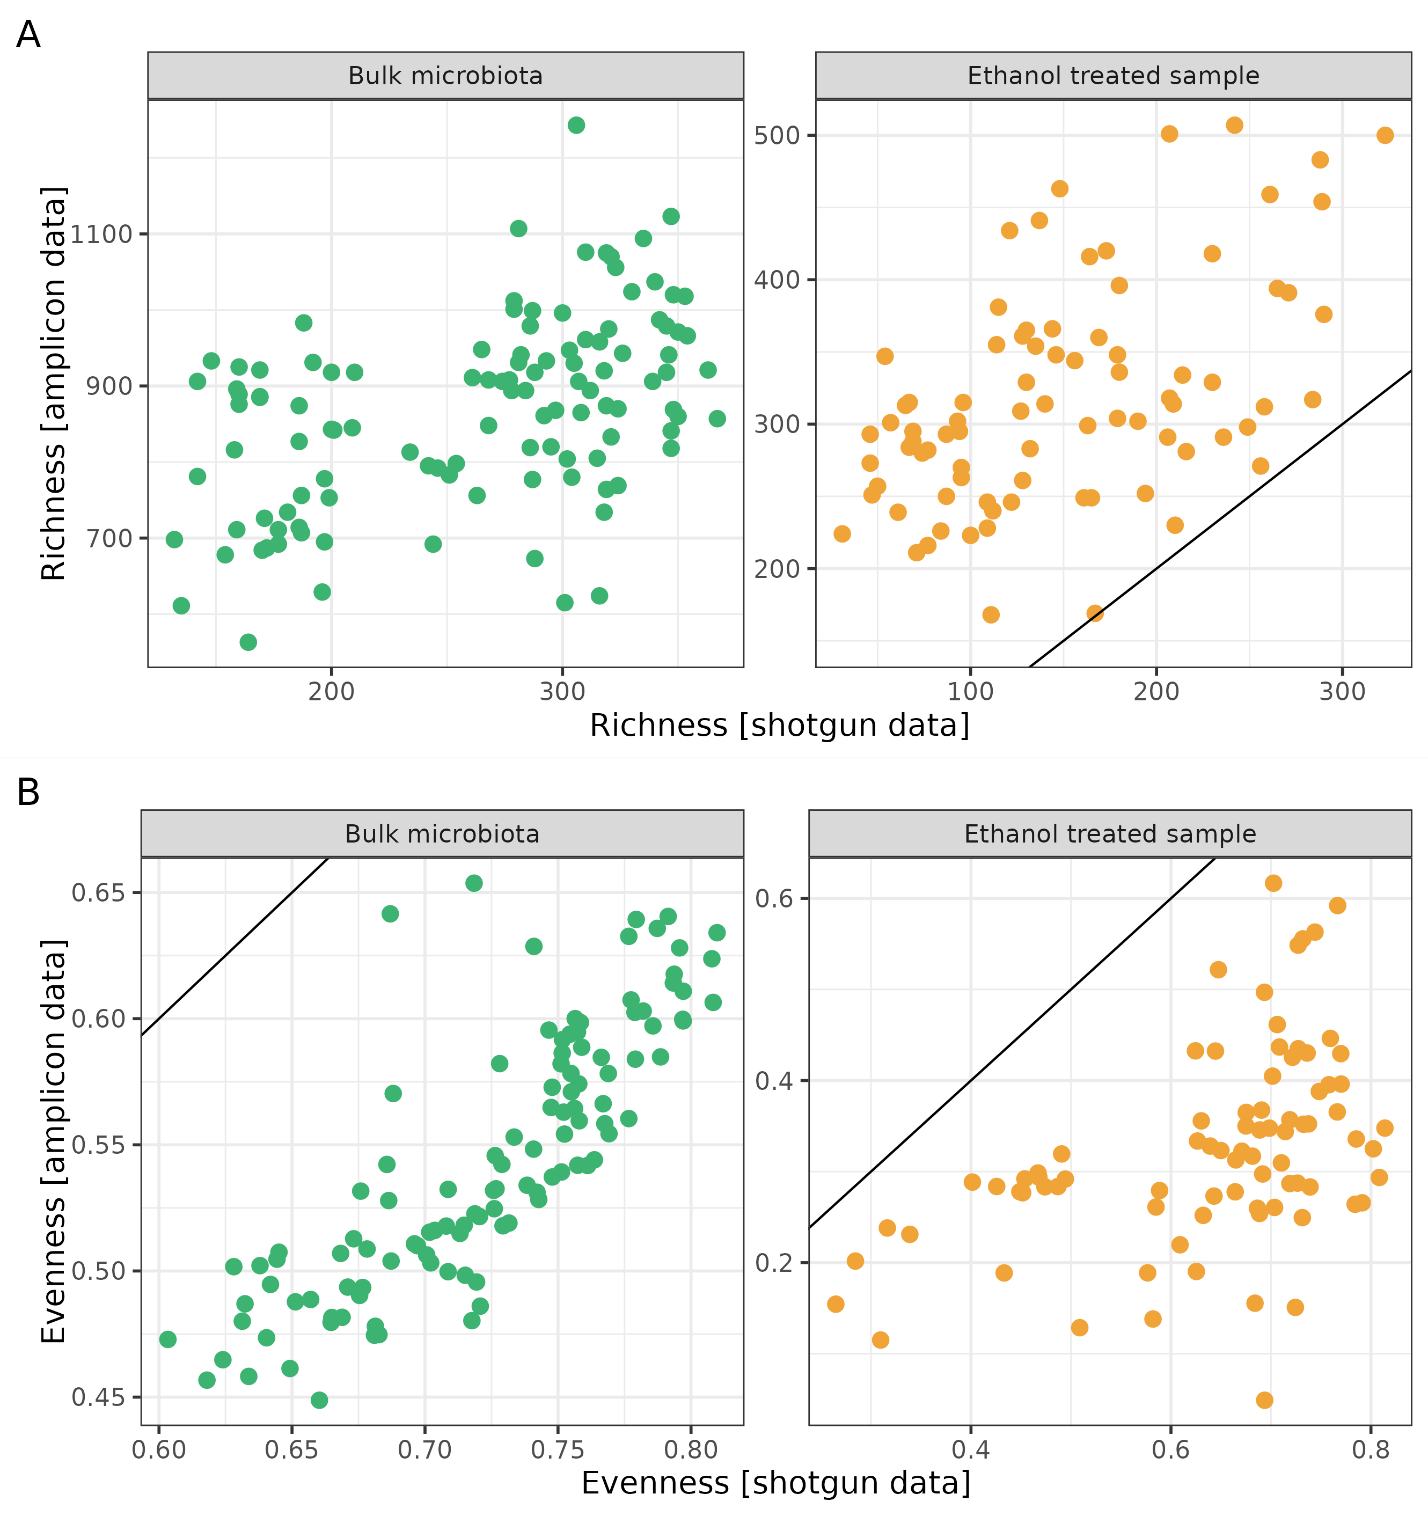 A
Bulk microbiota
Ethanol treated sample
Richness [amplicon data]
1100
900
700
500
400
300
200
200
300
100
200
300
Richness [shotgun data]
B
Bulk microbiota
Ethanol treated sample
Evenness [amplicon data]
0.65
0.60
0.55
0.50
0.45
0.6
0.4
0.2
0.60
0.65
0.70
0.75
0.80
0.4
0.6
0.8
Evenness [shotgun data]